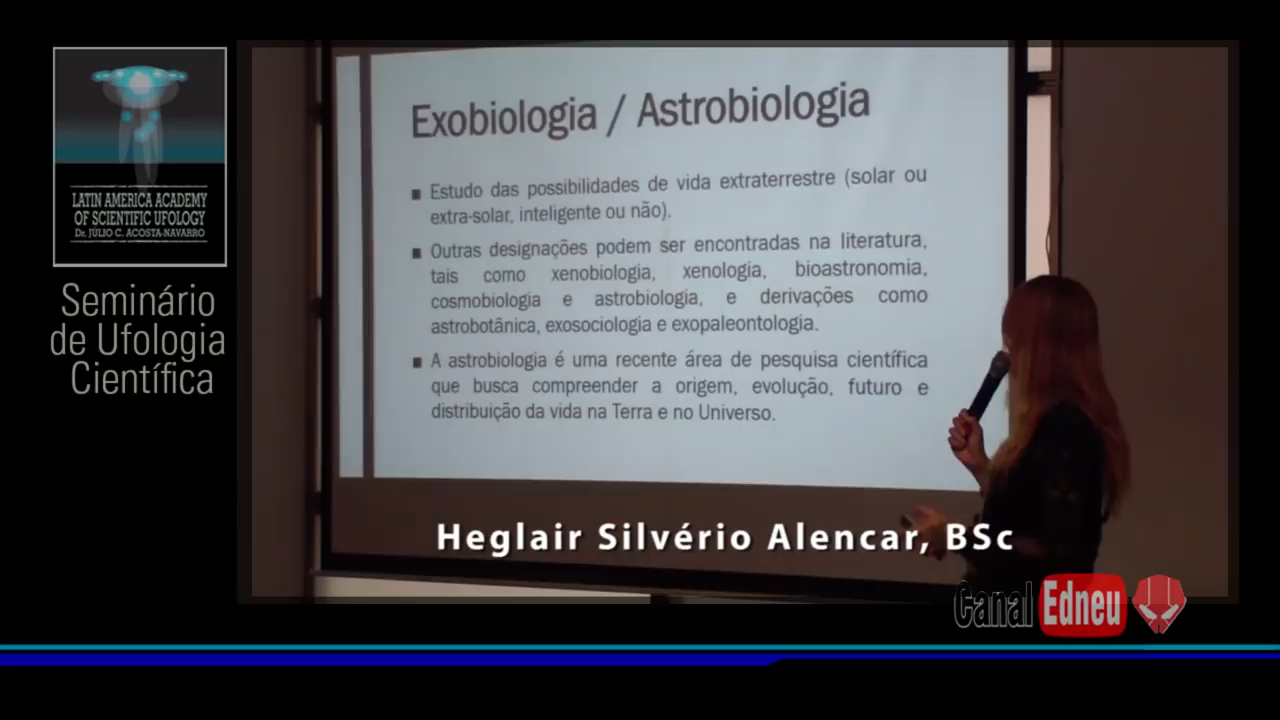 LATIN AMERICA ACADEMY
OF SCIENTIFIC UFOLOGY
Dr. JÚLIO C. ACOSTA-NAVARRO
Seminário
de Ufologia
Científica
Exobiologia / Astrobiologia
▪ Estudo das possibilidades de vida extraterrestre (solar ou
extra-solar, inteligente ou não).
▪ Outras designações podem ser encontradas na literatura,
tais como xenobiologia, xenologia, bioastronomia,
cosmobiologia e astrobiologia, e derivações como
astrobotânica, exosociologia e exopaleontologia.
▪ A astrobiologia é uma recente área de pesquisa científica
que busca compreender a origem, evolução, futuro e
distribuição da vida na Terra e no Universo.
Heglair Silvério Alencar, BSc
Canal Edneu